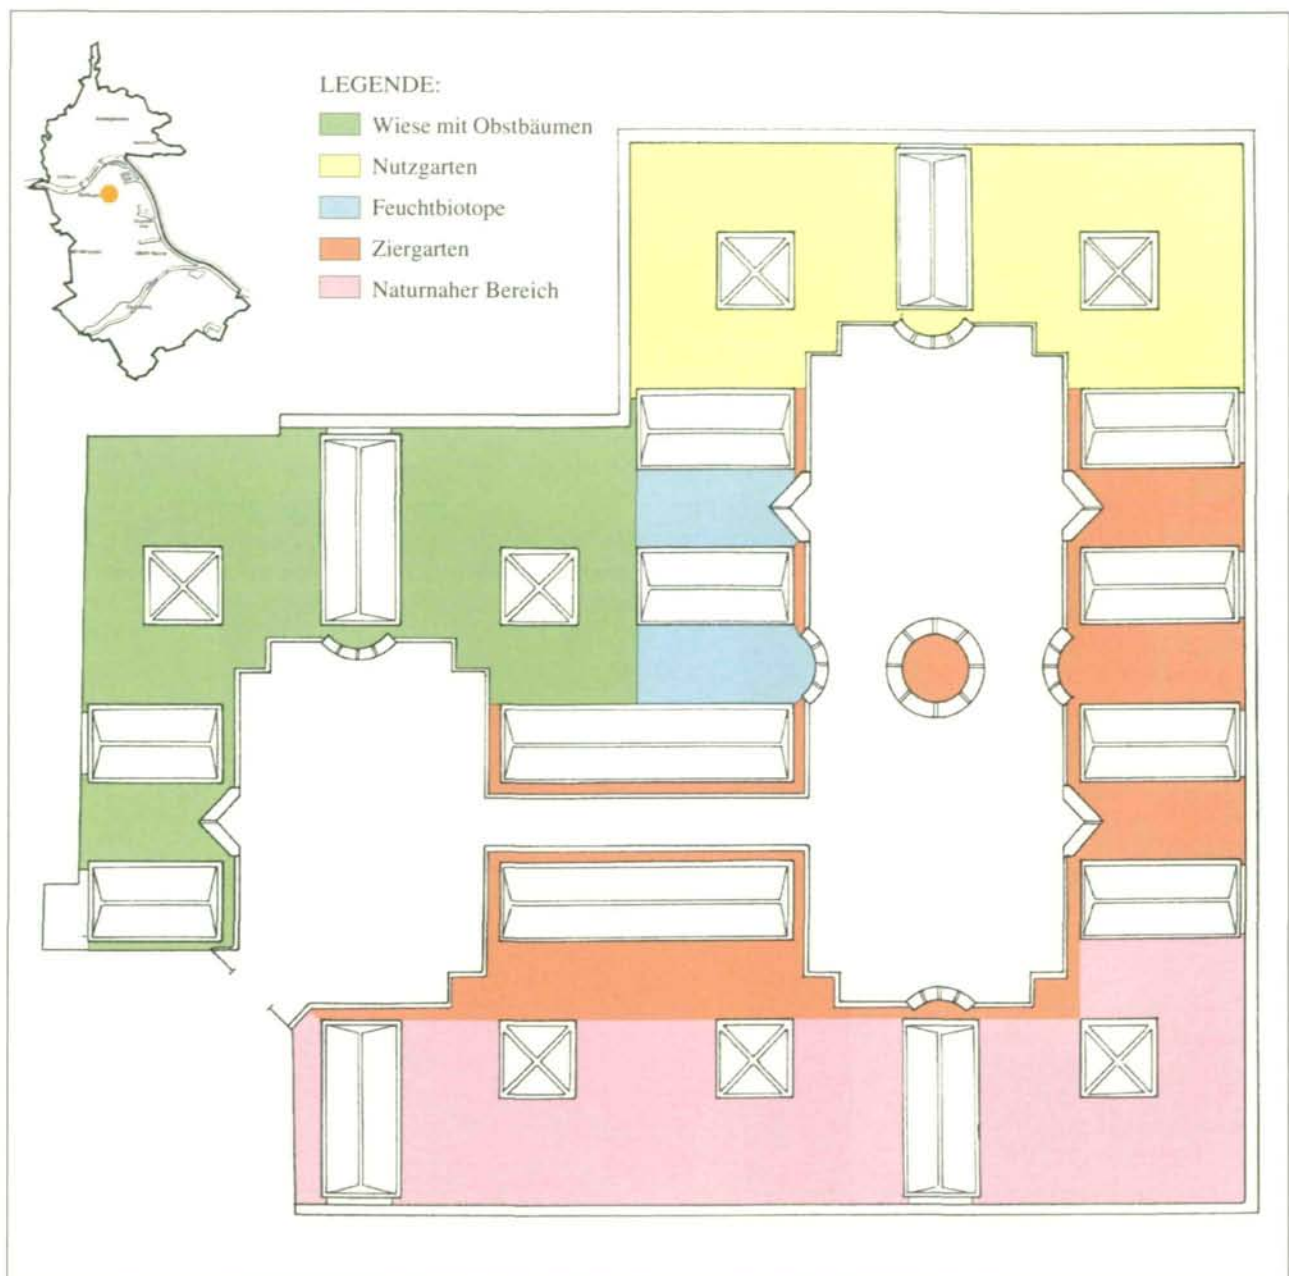 LEGENDE:
Wiese mit Obstbäumen
Nutzgarten
Feuchtbiotope
Ziergarten
Naturnaher Bereich